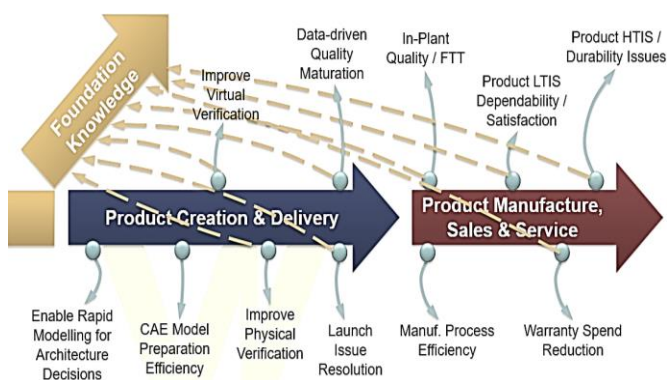 Foundation
Knowledge
Improve
Virtual
Verification
Data-driven
Quality
Maturation
In-Plant
Quality / FTT
Product LTIS
Dependability /
Satisfaction
Product HTIS /
Durability Issues
Product Creation & Delivery
Product Manufacture,
Sales & Service
Enable Rapid
Modelling for
Architecture
Decisions
CAE Model
Preparation
Efficiency
Improve
Physical
Verification
Launch
Issue
Resolution
Manuf. Process
Efficiency
Warranty Spend
Reduction